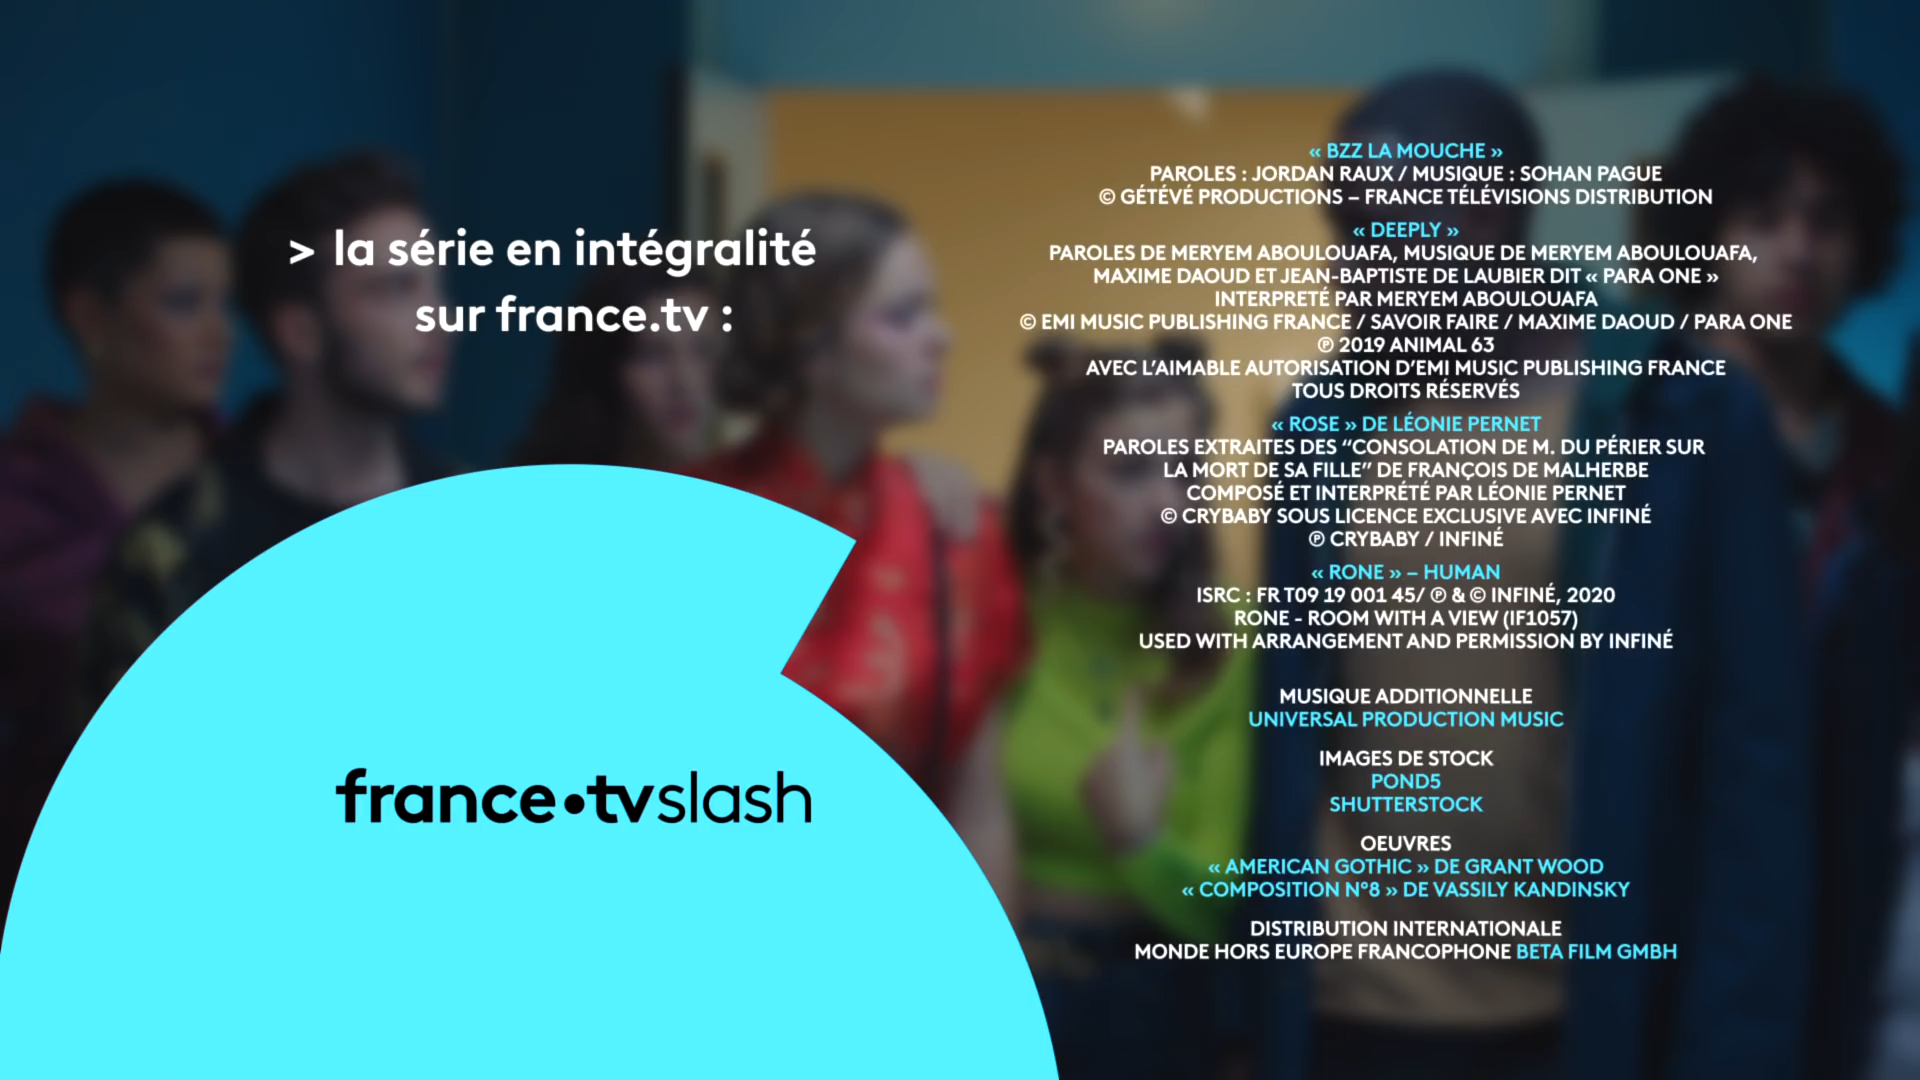 > la série en intégralité
sur france.tv :
france•tvslash
« BZZ LA MOUCHE »
PAROLES : JORDAN RAUX / MUSIQUE : SOHAN PAGUE
© GÉTÉVÉ PRODUCTIONS – FRANCE TÉLÉVISIONS DISTRIBUTION
« DEEPLY »
PAROLES DE MERYEM ABOULOUAFA, MUSIQUE DE MERYEM ABOULOUAFA,
MAXIME DAOUD ET JEAN-BAPTISTE DE LAUBIER DIT « PARA ONE »
INTERPRETÉ PAR MERYEM ABOULOUAFA
© EMI MUSIC PUBLISHING FRANCE / SAVOIR FAIRE / MAXIME DAOUD / PARA ONE
℗ 2019 ANIMAL 63
AVEC L’AIMABLE AUTORISATION D’EMI MUSIC PUBLISHING FRANCE
TOUS DROITS RÉSERVÉS
« ROSE » DE LÉONIE PERNET
PAROLES EXTRAITES DES “CONSOLATION DE M. DU PÉRIER SUR
LA MORT DE SA FILLE” DE FRANÇOIS DE MALHERBE
COMPOSÉ ET INTERPRÉTÉ PAR LÉONIE PERNET
© CRYBABY SOUS LICENCE EXCLUSIVE AVEC INFINÉ
℗ CRYBABY / INFINÉ
« RONE » – HUMAN
ISRC : FR T09 19 001 45/ ℗ & © INFINÉ, 2020
RONE - ROOM WITH A VIEW (IF1057)
USED WITH ARRANGEMENT AND PERMISSION BY INFINÉ
MUSIQUE ADDITIONNELLE
UNIVERSAL PRODUCTION MUSIC
IMAGES DE STOCK
POND5
SHUTTERSTOCK
OEUVRES
« AMERICAN GOTHIC » DE GRANT WOOD
« COMPOSITION N°8 » DE VASSILY KANDINSKY
DISTRIBUTION INTERNATIONALE
MONDE HORS EUROPE FRANCOPHONE BETA FILM GMBH